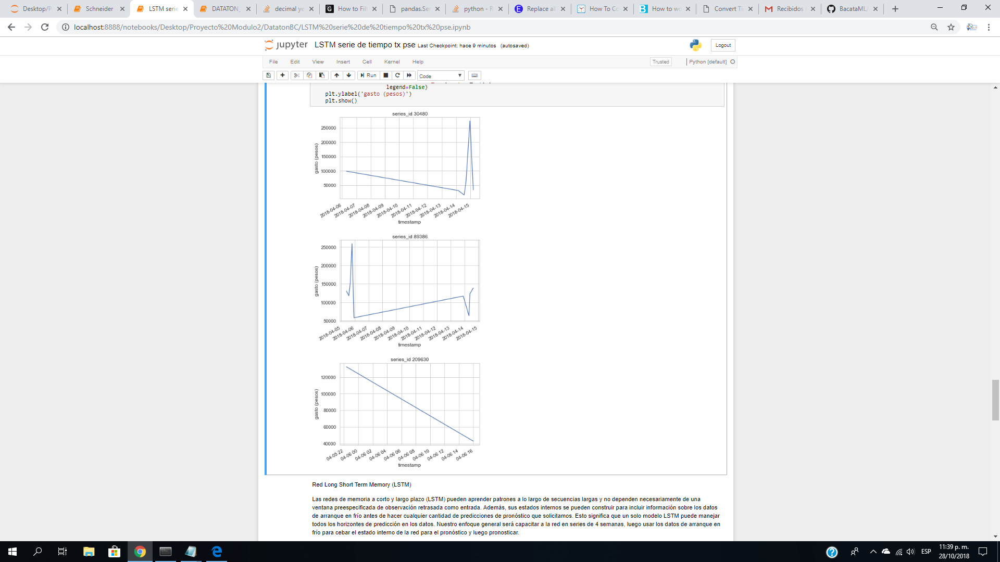 Desktop/P
Schneider
LSTM serie
DATATON_
decimal ye
How to Filt
pandas.Ser
python - R
Replace all
How To Co
How to wo
Convert Ti
Recibidos
BacataML/
localhost:8888/notebooks/Desktop/Proyecto%20Modulo2/DatatonBC/LSTM%20serie%20de%20tiempo%20tx%20pse.ipynb
jupyter LSTM serie de tiempo tx pse Last Checkpoint: hace 9 minutos (autosaved)
Logout
File Edit View Insert Cell Kernel Help
Trusted
Python [default]
Run
Code
legend=False)
plt.ylabel('gasto (pesos)')
plt.show()
series_id 30480
250000
200000
150000
100000
50000
gasto (pesos)
2018-04-06 2018-04-07 2018-04-08 2018-04-09 2018-04-10 2018-04-11 2018-04-12 2018-04-13 2018-04-14 2018-04-15
timestamp
series_id 89386
250000
200000
150000
100000
50000
gasto (pesos)
2018-04-05 2018-04-06 2018-04-07 2018-04-08 2018-04-09 2018-04-10 2018-04-11 2018-04-12 2018-04-13 2018-04-14 2018-04-15
timestamp
series_id 209630
120000
100000
80000
60000
40000
gasto (pesos)
04-05 22 04-06 00 04-06 02 04-06 04 04-06 06 04-06 08 04-06 10 04-06 12 04-06 14 04-06 16
timestamp
Red Long Short Term Memory (LSTM)
Las redes de memoria a corto y largo plazo (LSTM) pueden aprender patrones a lo largo de secuencias largas y no dependen necesariamente de una
ventana preespecificada de observación retrasada como entrada. Además, sus estados internos se pueden construir para incluir información sobre los datos
de arranque en frío antes de hacer cualquier cantidad de predicciones de pronóstico que solicitamos. Esto significa que un solo modelo LSTM puede manejar
todos los horizontes de predicción en los datos. Nuestro enfoque general será capacitar a la red en series de 4 semanas, luego usar los datos de arranque en
frío para cebar el estado interno de la red para el pronóstico y luego pronosticar.
ESP
11:39 p. m.
28/10/2018